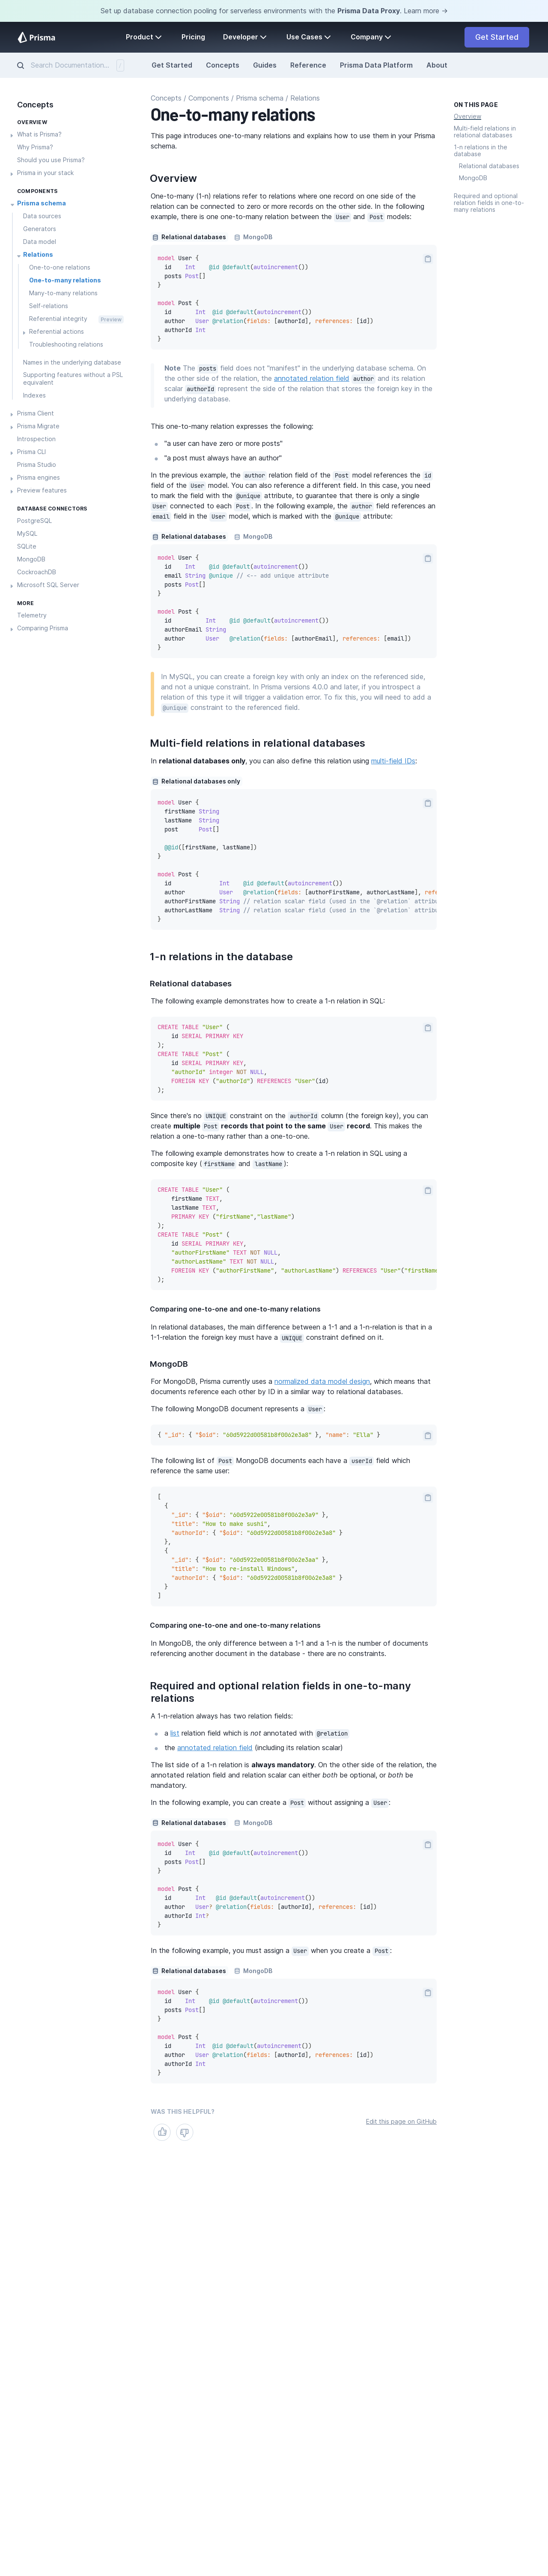 Set up database connection pooling for serverless environments with the Prisma Data Proxy. Learn more →
Prisma
Product
Pricing
Developer
Use Cases
Company
Get Started
Search Documentation... /
Get Started
Concepts
Guides
Reference
Prisma Data Platform
About
Concepts
OVERVIEW
What is Prisma?
Why Prisma?
Should you use Prisma?
Prisma in your stack
COMPONENTS
Prisma schema
Data sources
Generators
Data model
Relations
One-to-one relations
One-to-many relations
Many-to-many relations
Self-relations
Referential integrity Preview
Referential actions
Troubleshooting relations
Names in the underlying database
Supporting features without a PSL
equivalent
Indexes
Prisma Client
Prisma Migrate
Introspection
Prisma CLI
Prisma Studio
Prisma engines
Preview features
DATABASE CONNECTORS
PostgreSQL
MySQL
SQLite
MongoDB
CockroachDB
Microsoft SQL Server
MORE
Telemetry
Comparing Prisma
Concepts / Components / Prisma schema / Relations
One-to-many relations
This page introduces one-to-many relations and explains how to use them in your Prisma
schema.
Overview
One-to-many (1-n) relations refer to relations where one record on one side of the
relation can be connected to zero or more records on the other side. In the following
example, there is one one-to-many relation between the User and Post models:
Relational databases MongoDB
model User {
id Int @id @default(autoincrement())
posts Post[]
}
model Post {
id Int @id @default(autoincrement())
author User @relation(fields: [authorId], references: [id])
authorId Int
}
Note The posts field does not "manifest" in the underlying database schema. On
the other side of the relation, the annotated relation field author and its relation
scalar authorId represent the side of the relation that stores the foreign key in the
underlying database.
This one-to-many relation expresses the following:
"a user can have zero or more posts"
"a post must always have an author"
In the previous example, the author relation field of the Post model references the id
field of the User model. You can also reference a different field. In this case, you need
to mark the field with the @unique attribute, to guarantee that there is only a single
User connected to each Post. In the following example, the author field references an
email field in the User model, which is marked with the @unique attribute:
Relational databases MongoDB
model User {
id Int @id @default(autoincrement())
email String @unique // <-- add unique attribute
posts Post[]
}
model Post {
id Int @id @default(autoincrement())
authorEmail String
author User @relation(fields: [authorEmail], references: [email])
}
In MySQL, you can create a foreign key with only an index on the referenced side,
and not a unique constraint. In Prisma versions 4.0.0 and later, if you introspect a
relation of this type it will trigger a validation error. To fix this, you will need to add a
@unique constraint to the referenced field.
Multi-field relations in relational databases
In relational databases only, you can also define this relation using multi-field IDs:
Relational databases only
model User {
firstName String
lastName String
post Post[]
@@id([firstName, lastName])
}
model Post {
id Int @id @default(autoincrement())
author User @relation(fields: [authorFirstName, authorLastName], refe
authorFirstName String // relation scalar field (used in the `@relation` attribu
authorLastName String // relation scalar field (used in the `@relation` attribu
}
1-n relations in the database
Relational databases
The following example demonstrates how to create a 1-n relation in SQL:
CREATE TABLE "User" (
id SERIAL PRIMARY KEY
);
CREATE TABLE "Post" (
id SERIAL PRIMARY KEY,
"authorId" integer NOT NULL,
FOREIGN KEY ("authorId") REFERENCES "User"(id)
);
Since there's no UNIQUE constraint on the authorId column (the foreign key), you can
create multiple Post records that point to the same User record. This makes the
relation a one-to-many rather than a one-to-one.
The following example demonstrates how to create a 1-n relation in SQL using a
composite key (firstName and lastName):
CREATE TABLE "User" (
firstName TEXT,
lastName TEXT,
PRIMARY KEY ("firstName","lastName")
);
CREATE TABLE "Post" (
id SERIAL PRIMARY KEY,
"authorFirstName" TEXT NOT NULL,
"authorLastName" TEXT NOT NULL,
FOREIGN KEY ("authorFirstName", "authorLastName") REFERENCES "User"("firstName
);
Comparing one-to-one and one-to-many relations
In relational databases, the main difference between a 1-1 and a 1-n-relation is that in a
1-1-relation the foreign key must have a UNIQUE constraint defined on it.
MongoDB
For MongoDB, Prisma currently uses a normalized data model design, which means that
documents reference each other by ID in a similar way to relational databases.
The following MongoDB document represents a User:
{ "_id": { "$oid": "60d5922d00581b8f0062e3a8" }, "name": "Ella" }
The following list of Post MongoDB documents each have a userId field which
reference the same user:
[
{
"_id": { "$oid": "60d5922e00581b8f0062e3a9" },
"title": "How to make sushi",
"authorId": { "$oid": "60d5922d00581b8f0062e3a8" }
},
{
"_id": { "$oid": "60d5922e00581b8f0062e3aa" },
"title": "How to re-install Windows",
"authorId": { "$oid": "60d5922d00581b8f0062e3a8" }
}
]
Comparing one-to-one and one-to-many relations
In MongoDB, the only difference between a 1-1 and a 1-n is the number of documents
referencing another document in the database - there are no constraints.
Required and optional relation fields in one-to-many
relations
A 1-n-relation always has two relation fields:
a list relation field which is not annotated with @relation
the annotated relation field (including its relation scalar)
The list side of a 1-n relation is always mandatory. On the other side of the relation, the
annotated relation field and relation scalar can either both be optional, or both be
mandatory.
In the following example, you can create a Post without assigning a User:
Relational databases MongoDB
model User {
id Int @id @default(autoincrement())
posts Post[]
}
model Post {
id Int @id @default(autoincrement())
author User? @relation(fields: [authorId], references: [id])
authorId Int?
}
In the following example, you must assign a User when you create a Post:
Relational databases MongoDB
model User {
id Int @id @default(autoincrement())
posts Post[]
}
model Post {
id Int @id @default(autoincrement())
author User @relation(fields: [authorId], references: [id])
authorId Int
}
WAS THIS HELPFUL?
Edit this page on GitHub
ON THIS PAGE
Overview
Multi-field relations in
relational databases
1-n relations in the
database
Relational databases
MongoDB
Required and optional
relation fields in one-to-
many relations